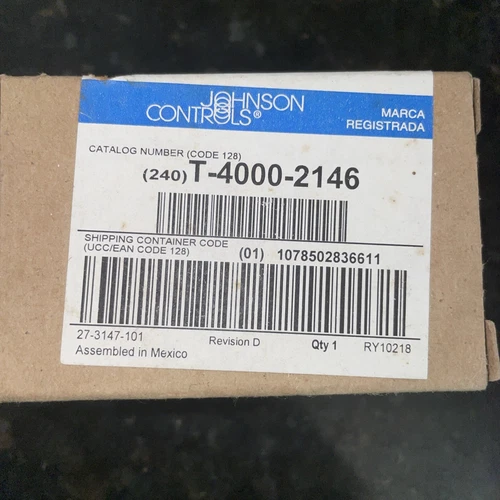 JOHNSON
CONTROLS®
MARCA
REGISTRADA
CATALOG NUMBER (CODE 128)
(240) T-4000-2146
SHIPPING CONTAINER CODE
(UCC/EAN CODE 128) (01) 1078502836611
27-3147-101 Revision D Qty 1 RY10218
Assembled in Mexico